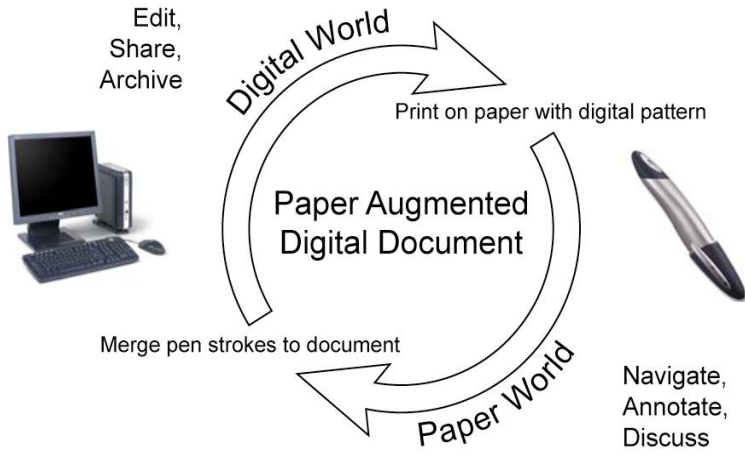 Edit,
Share,
Archive
Digital World
Print on paper with digital pattern
Paper Augmented
Digital Document
Merge pen strokes to document
Paper World
Navigate,
Annotate,
Discuss